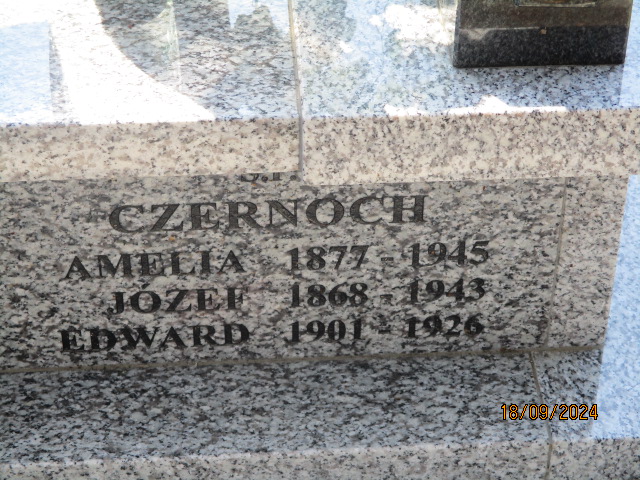 CZERNOCH
AMELIA 1877 - 1945
JÓZEF 1868 - 1943
EDWARD 1901 - 1926
18/09/2024